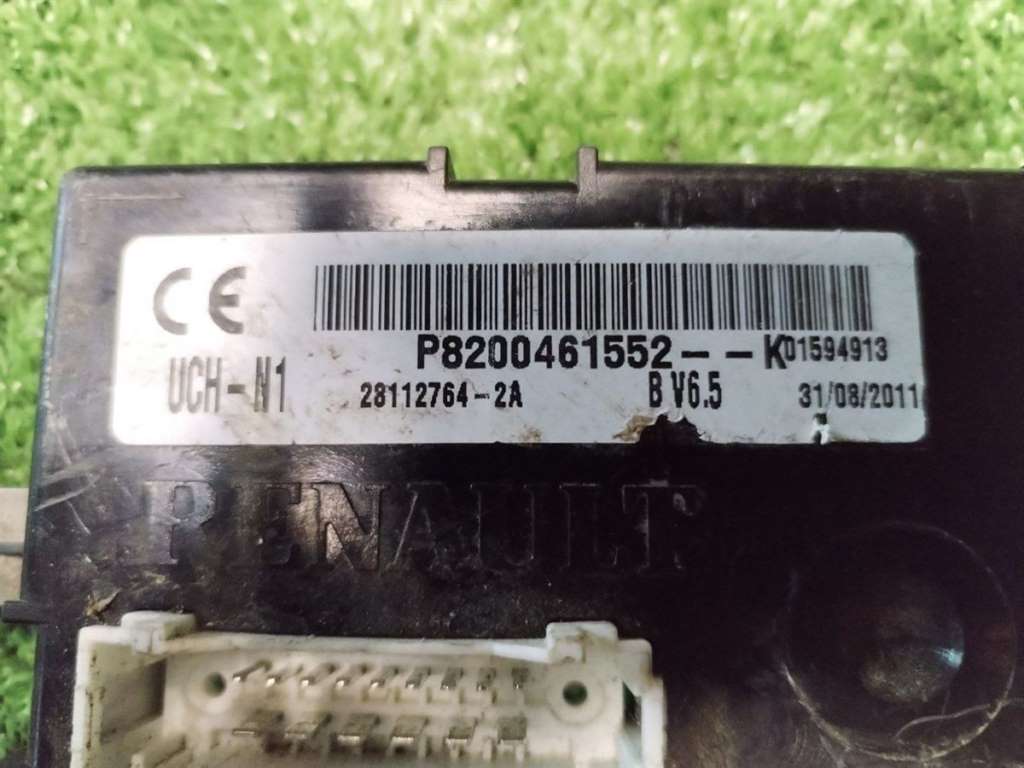 CE
P8200461552--K01594913
UCH-N1
28112764-2A
B V6.5
31/08/2011
RENAULT